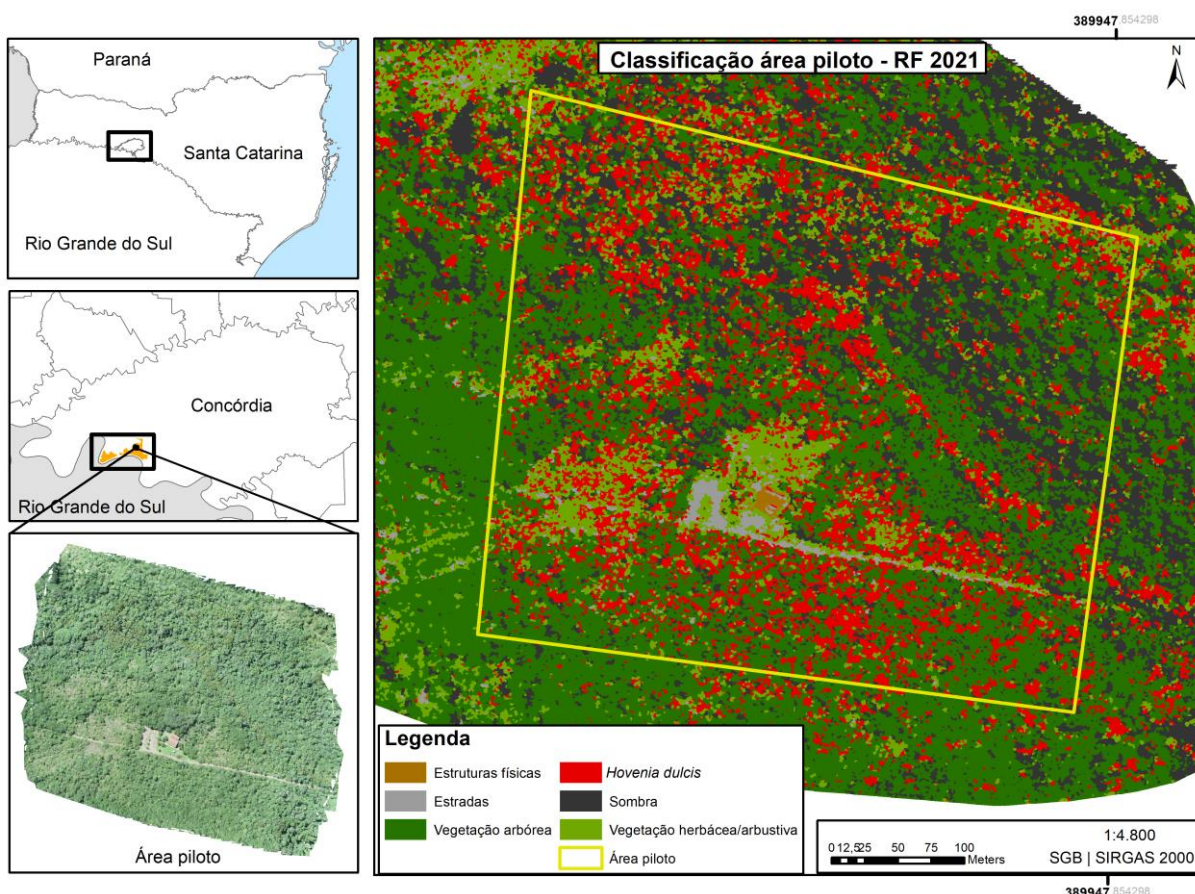 389947,854298
Paraná
Santa Catarina
Rio Grande do Sul
Concórdia
Rio Grande do Sul
Área piloto
Classificação área piloto - RF 2021
N
Legenda
Estruturas físicas
Hovenia dulcis
Estradas
Sombra
Vegetação arbórea
Vegetação herbácea/arbustiva
Área piloto
1:4.800
0 12,525 50 75 100
Meters
SGB | SIRGAS 2000
389947,854298